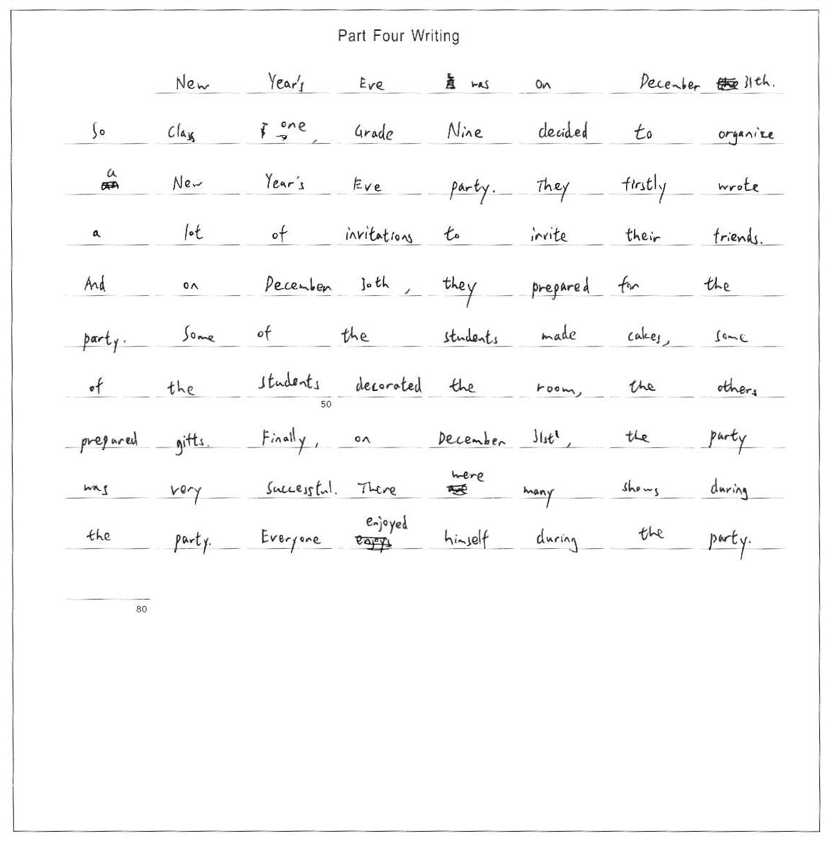 Part Four Writing
New Year's Eve was on December 31th.
So Class one, Grade Nine decided to organize
a New Year's Eve party. They firstly wrote
a lot of invitations to invite their friends.
And on December 30th, they prepared for the
party. Some of the students made cakes, some
of the students decorated the room, the others
50
prepared gifts. Finally, on December 31st, the party
was very successful. There were many shows during
the party. Everyone enjoyed himself during the party.
80